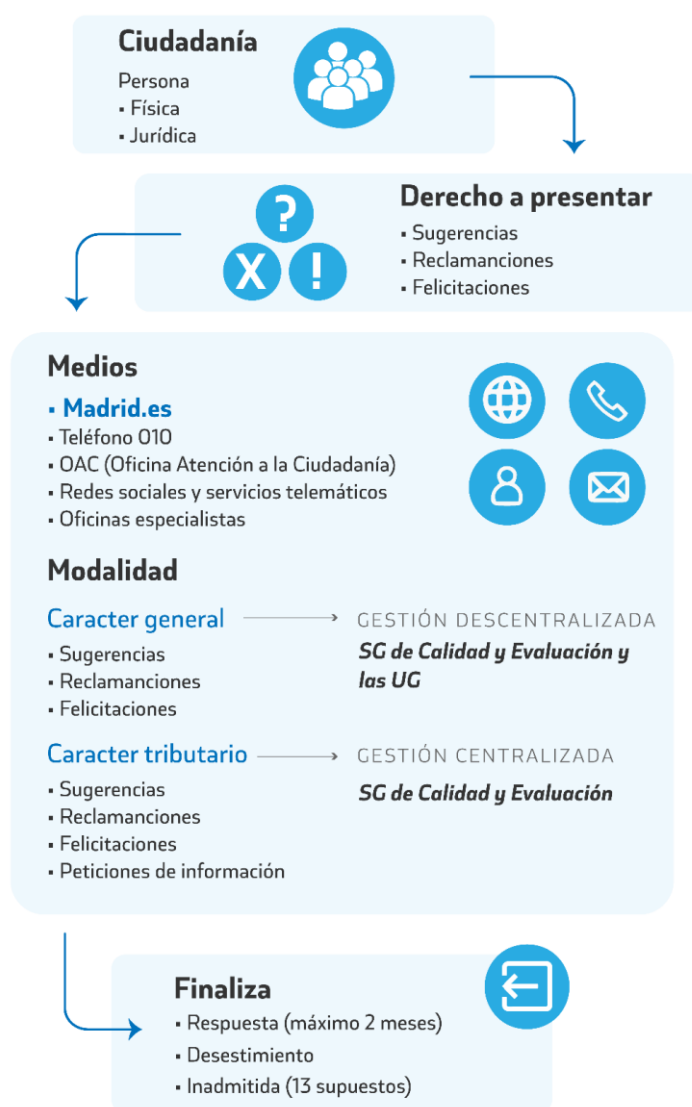 Ciudadanía
Persona
▪ Física
▪ Jurídica
?
X !
Derecho a presentar
▪ Sugerencias
▪ Reclamanciones
▪ Felicitaciones
Medios
▪ Madrid.es
▪ Teléfono 010
▪ OAC (Oficina Atención a la Ciudadanía)
▪ Redes sociales y servicios telemáticos
▪ Oficinas especialistas
Modalidad
Caracter general
▪ Sugerencias
▪ Reclamanciones
▪ Felicitaciones
GESTIÓN DESCENTRALIZADA
SG de Calidad y Evaluación y
las UG
Caracter tributario
▪ Sugerencias
▪ Reclamanciones
▪ Felicitaciones
▪ Peticiones de información
GESTIÓN CENTRALIZADA
SG de Calidad y Evaluación
Finaliza
▪ Respuesta (máximo 2 meses)
▪ Desestimiento
▪ Inadmitida (13 supuestos)